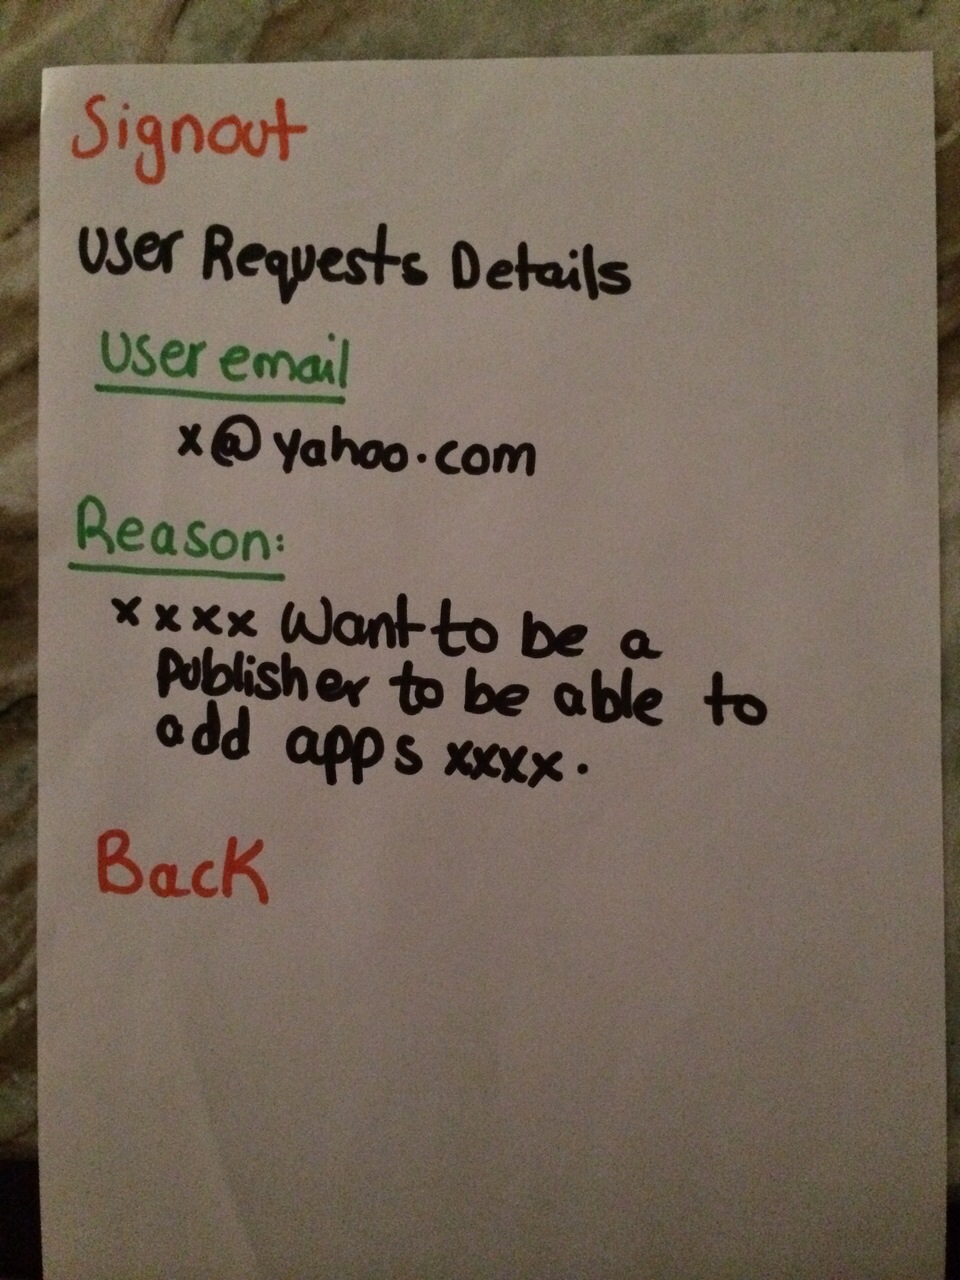 Signout
User Requests Details
User email
x@yahoo.com
Reason:
xxxx Want to be a
publisher to be able to
add apps xxxx.
Back